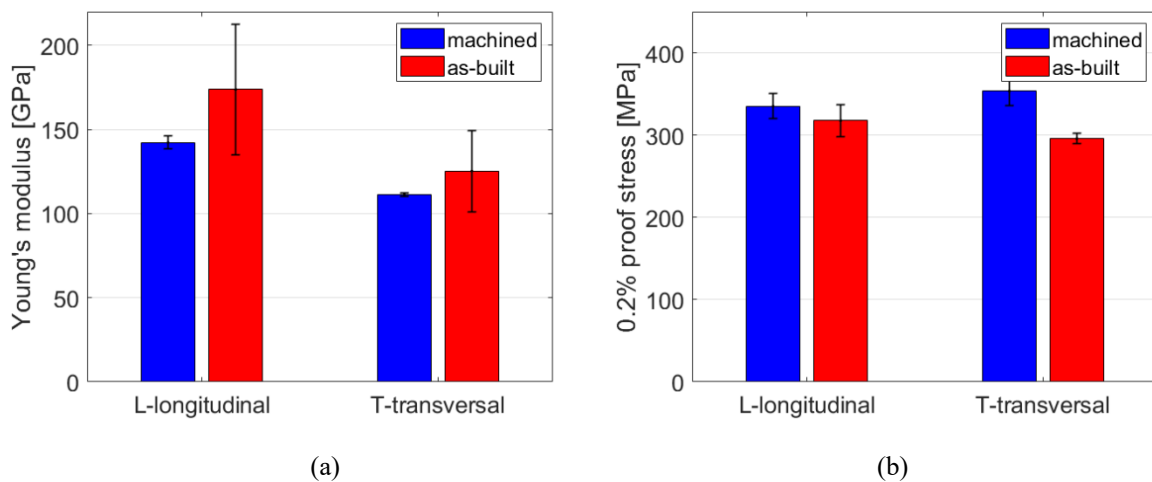 Young's modulus [GPa]
200
150
100
50
0
machined
as-built
L-longitudinal
T-transversal
(a)
0.2% proof stress [MPa]
400
300
200
100
0
machined
as-built
L-longitudinal
T-transversal
(b)